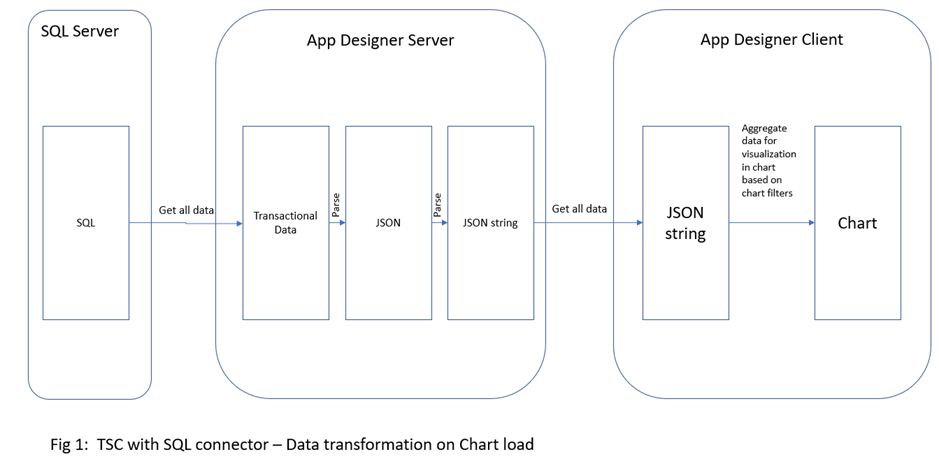 SQL Server
App Designer Server
App Designer Client
SQL
Get all data
Transactional
Data
Parse
JSON
Parse
JSON string
Get all data
JSON
string
Aggregate
data for
visualization
in chart
based on
chart filters
Chart
Fig 1:  TSC with SQL connector – Data transformation on Chart load